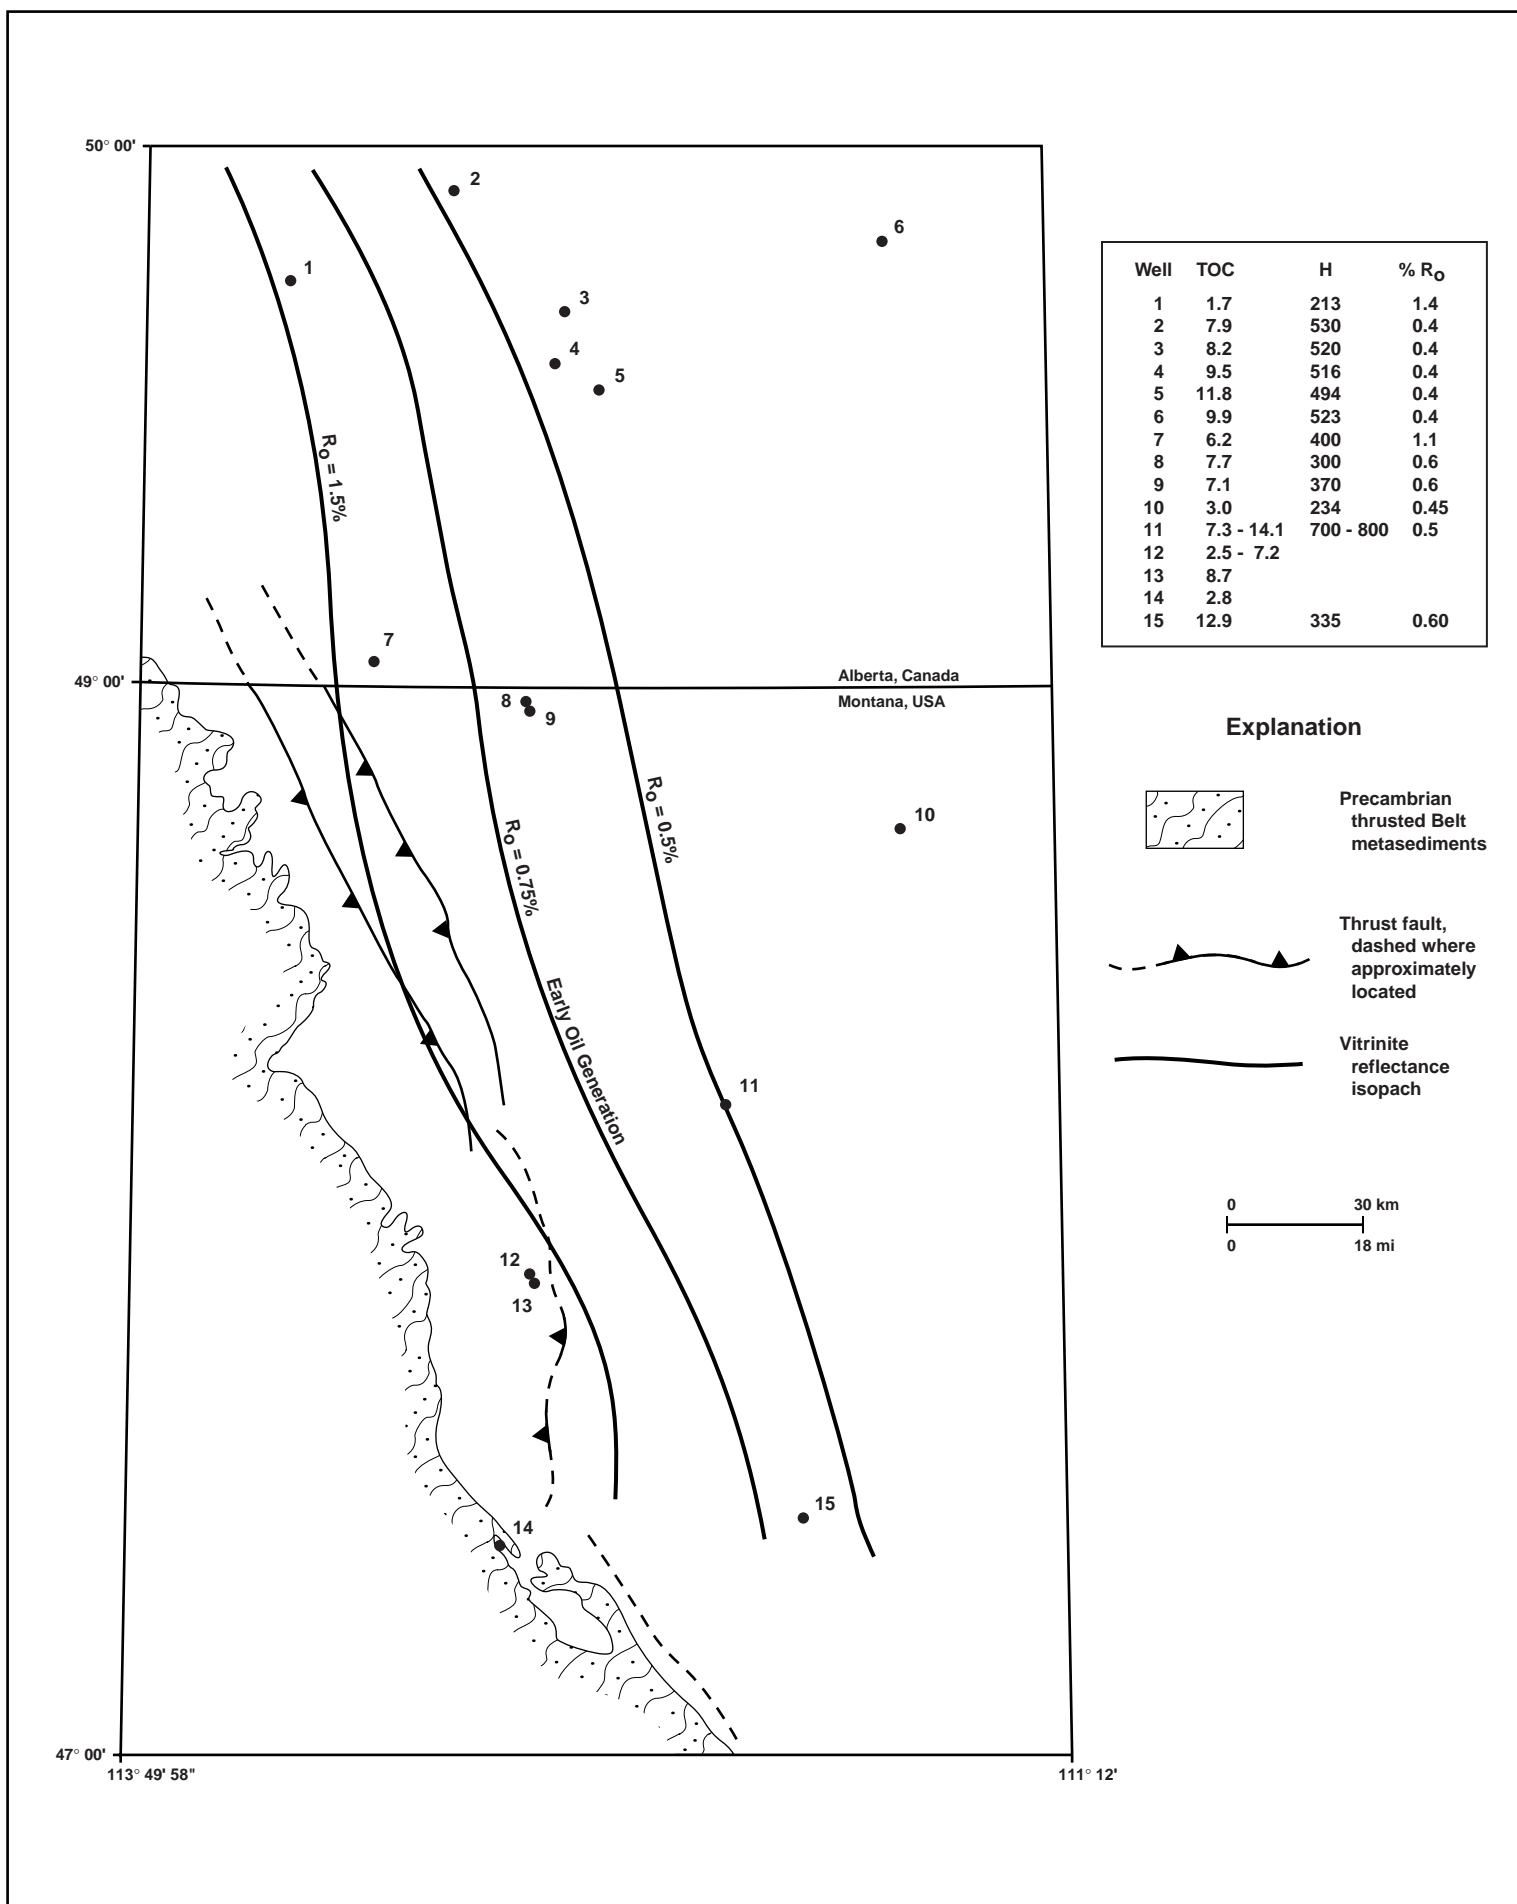 50° 00'
2
6
1
3
4
5
Well TOC H % Ro
1 1.7 213 1.4
2 7.9 530 0.4
3 8.2 520 0.4
4 9.5 516 0.4
5 11.8 494 0.4
6 9.9 523 0.4
7 6.2 400 1.1
8 7.7 300 0.6
9 7.1 370 0.6
10 3.0 234 0.45
11 7.3 - 14.1 700 - 800 0.5
12 2.5 - 7.2
13 8.7
14 2.8
15 12.9 335 0.60
Ro = 1.5%
7
49° 00'
Alberta, Canada
Montana, USA
8
9
Ro = 0.5%
Ro = 0.75%
10
Early Oil Generation
11
12
13
14
15
47° 00'
113° 49' 58"
111° 12'
Explanation
Precambrian
thrusted Belt
metasediments
Thrust fault,
dashed where
approximately
located
Vitrinite
reflectance
isopach
0 30 km
0 18 mi